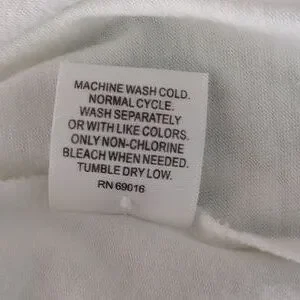 MACHINE WASH COLD.
NORMAL CYCLE.
WASH SEPARATELY
OR WITH LIKE COLORS.
ONLY NON-CHLORINE
BLEACH WHEN NEEDED.
TUMBLE DRY LOW.
RN 69016